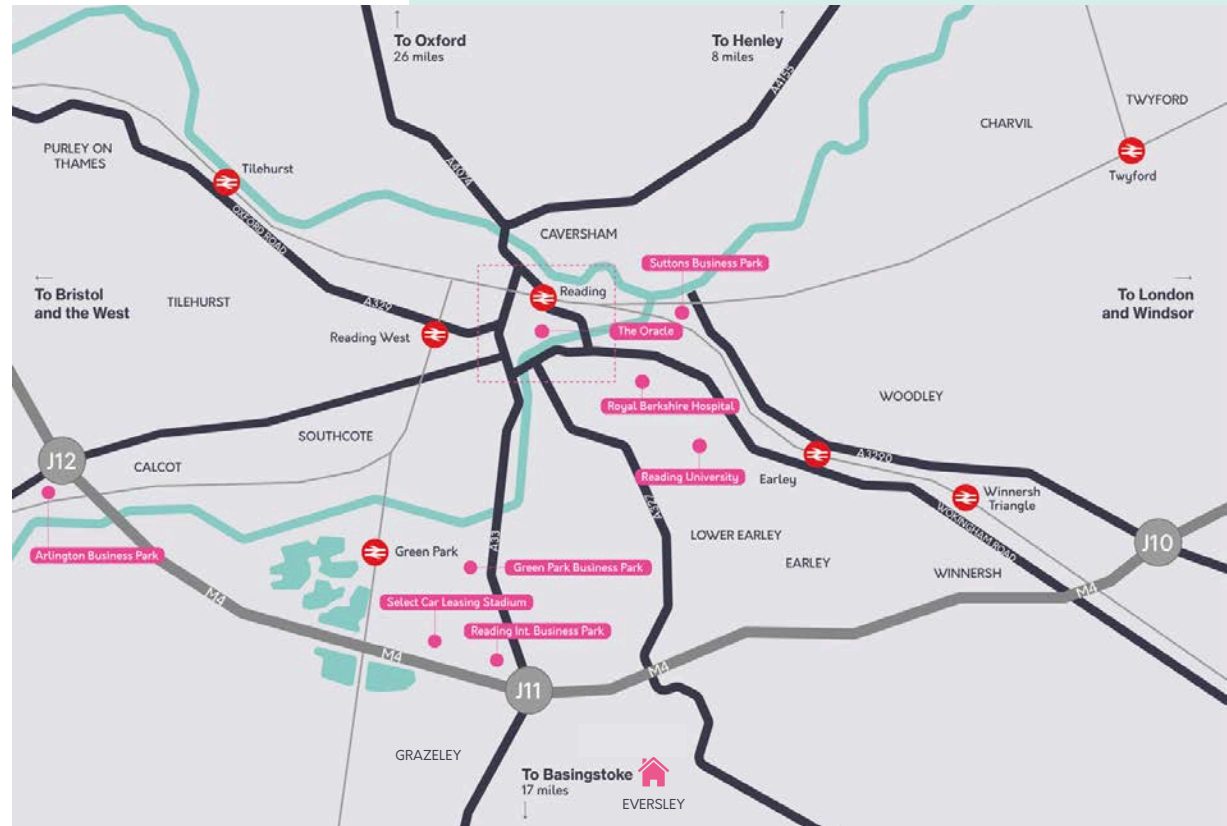 To Oxford
26 miles
To Henley
8 miles
A4155
TWYFORD
CHARVIL
PURLEY ON
THAMES
Tilehurst
A4074
Twyford
OXFORD ROAD
CAVERSHAM
Suttons Business Park
To Bristol
and the West
TILEHURST
Reading
To London
and Windsor
A329
Reading West
The Oracle
Royal Berkshire Hospital
WOODLEY
SOUTHCOTE
J12
CALCOT
A3290
Reading University
Earley
Winnersh
Triangle
A327
WOKINGHAM ROAD
A33
LOWER EARLEY
J10
Arlington Business Park
Green Park
Green Park Business Park
EARLEY
WINNERSH
M4
M4
Select Car Leasing Stadium
Reading Int. Business Park
M4
M4
J11
GRAZELEY
To Basingstoke
17 miles
EVERSLEY